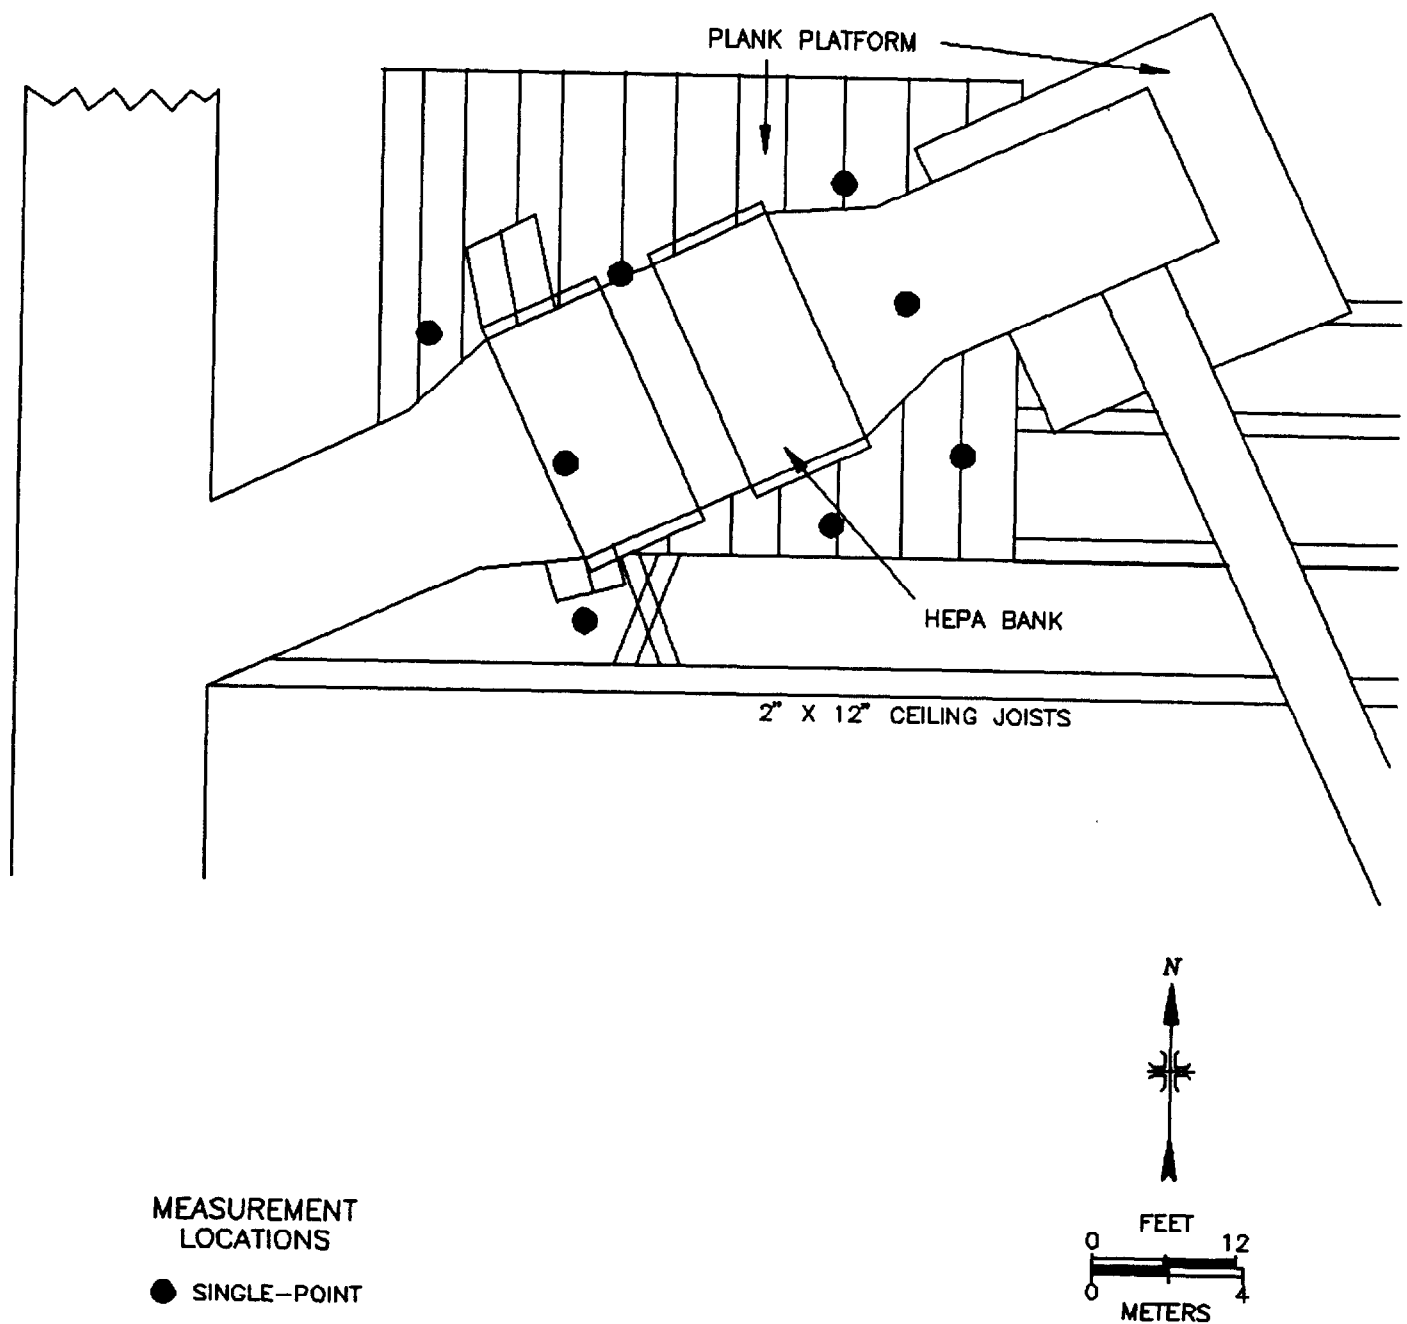 PLANK PLATFORM
HEPA BANK
2" X 12" CEILING JOISTS
N
MEASUREMENT
LOCATIONS
SINGLE-POINT
FEET
0 12
0 4
METERS